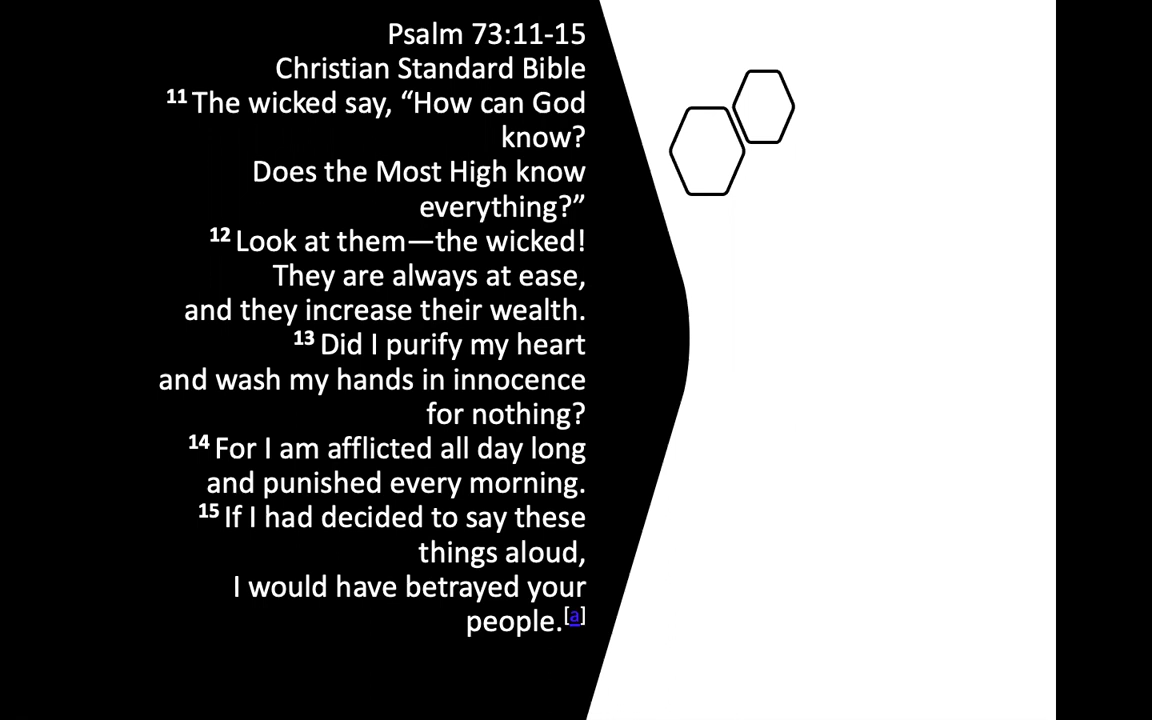 Psalm 73:11-15
Christian Standard Bible
11 The wicked say, “How can God
know?
Does the Most High know
everything?”
12 Look at them—the wicked!
They are always at ease,
and they increase their wealth.
13 Did I purify my heart
and wash my hands in innocence
for nothing?
14 For I am afflicted all day long
and punished every morning.
15 If I had decided to say these
things aloud,
I would have betrayed your
people.[a]